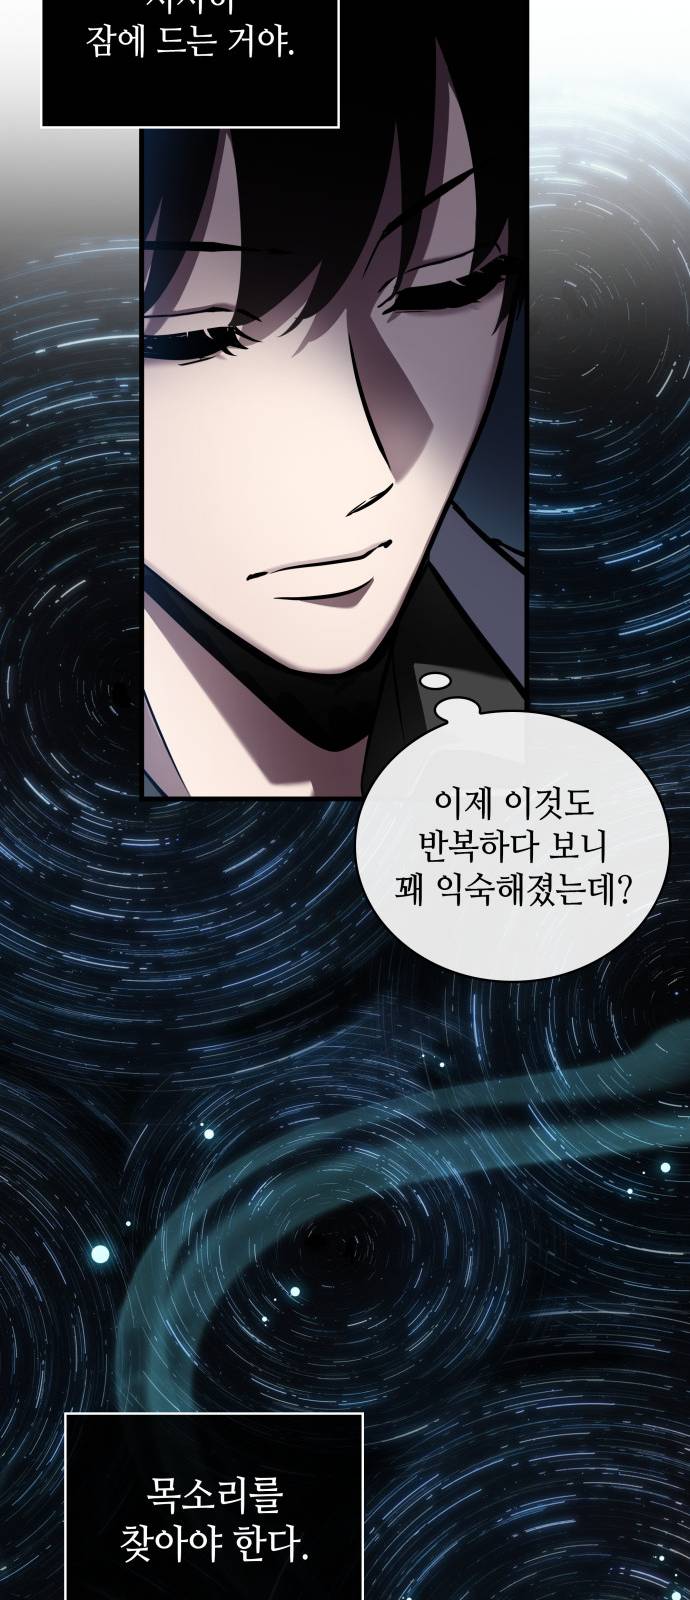 잠에 드는 거야.
이제 이것도
반복하다 보니
꽤 익숙해졌는데?
목소리를
찾아야 한다.